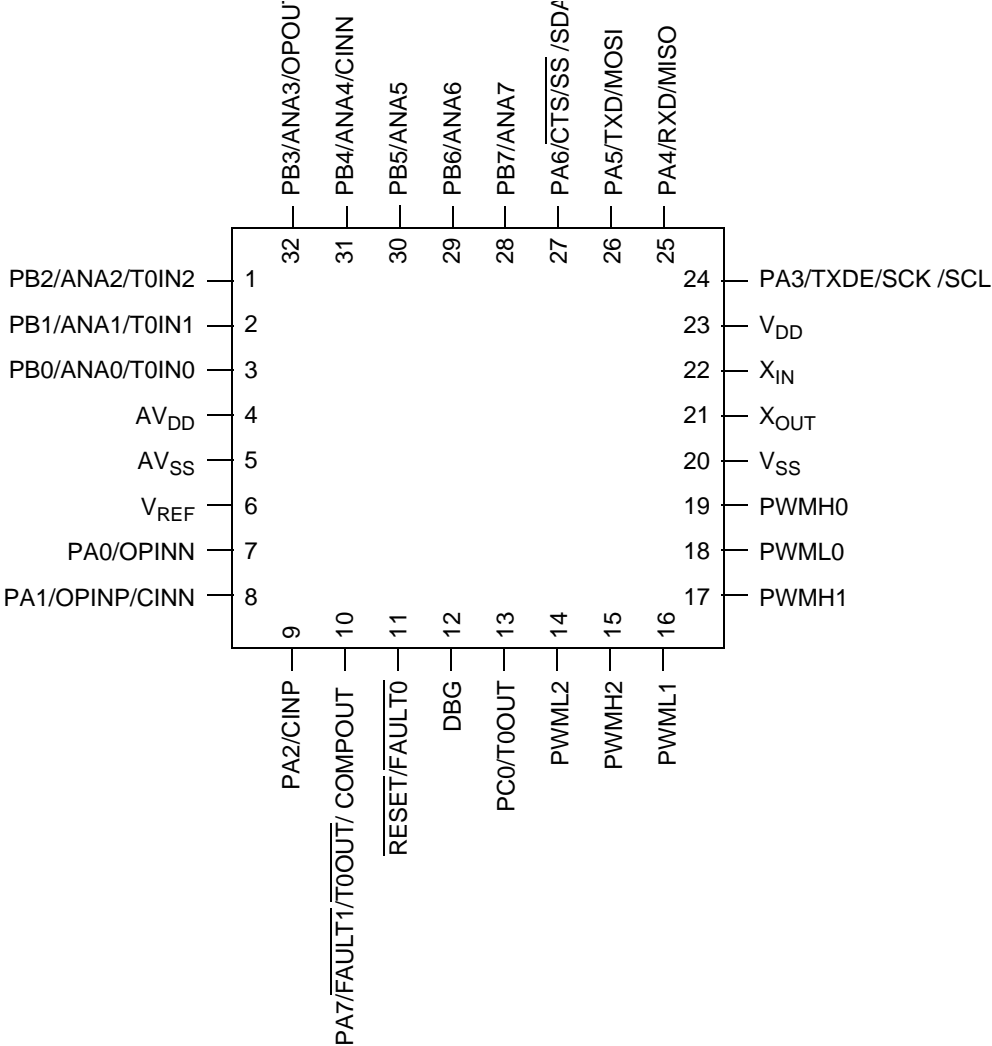 PB3/ANA3/OPOUT
PB4/ANA4/CINN
PB5/ANA5
PB6/ANA6
PB7/ANA7
PA6/CTS/SS /SDA
PA5/TXD/MOSI
PA4/RXD/MISO
32 31 30 29 28 27 26 25
PB2/ANA2/T0IN2 1
PB1/ANA1/T0IN1 2
PB0/ANA0/T0IN0 3
AVDD 4
AVSS 5
VREF 6
PA0/OPINN 7
PA1/OPINP/CINN 8
24 PA3/TXDE/SCK /SCL
23 VDD
22 XIN
21 XOUT
20 VSS
19 PWMH0
18 PWML0
17 PWMH1
9 10 11 12 13 14 15 16
PA2/CINP
PA7/FAULT1/T0OUT/ COMPOUT
RESET/FAULT0
DBG
PC0/T0OUT
PWML2
PWMH2
PWML1